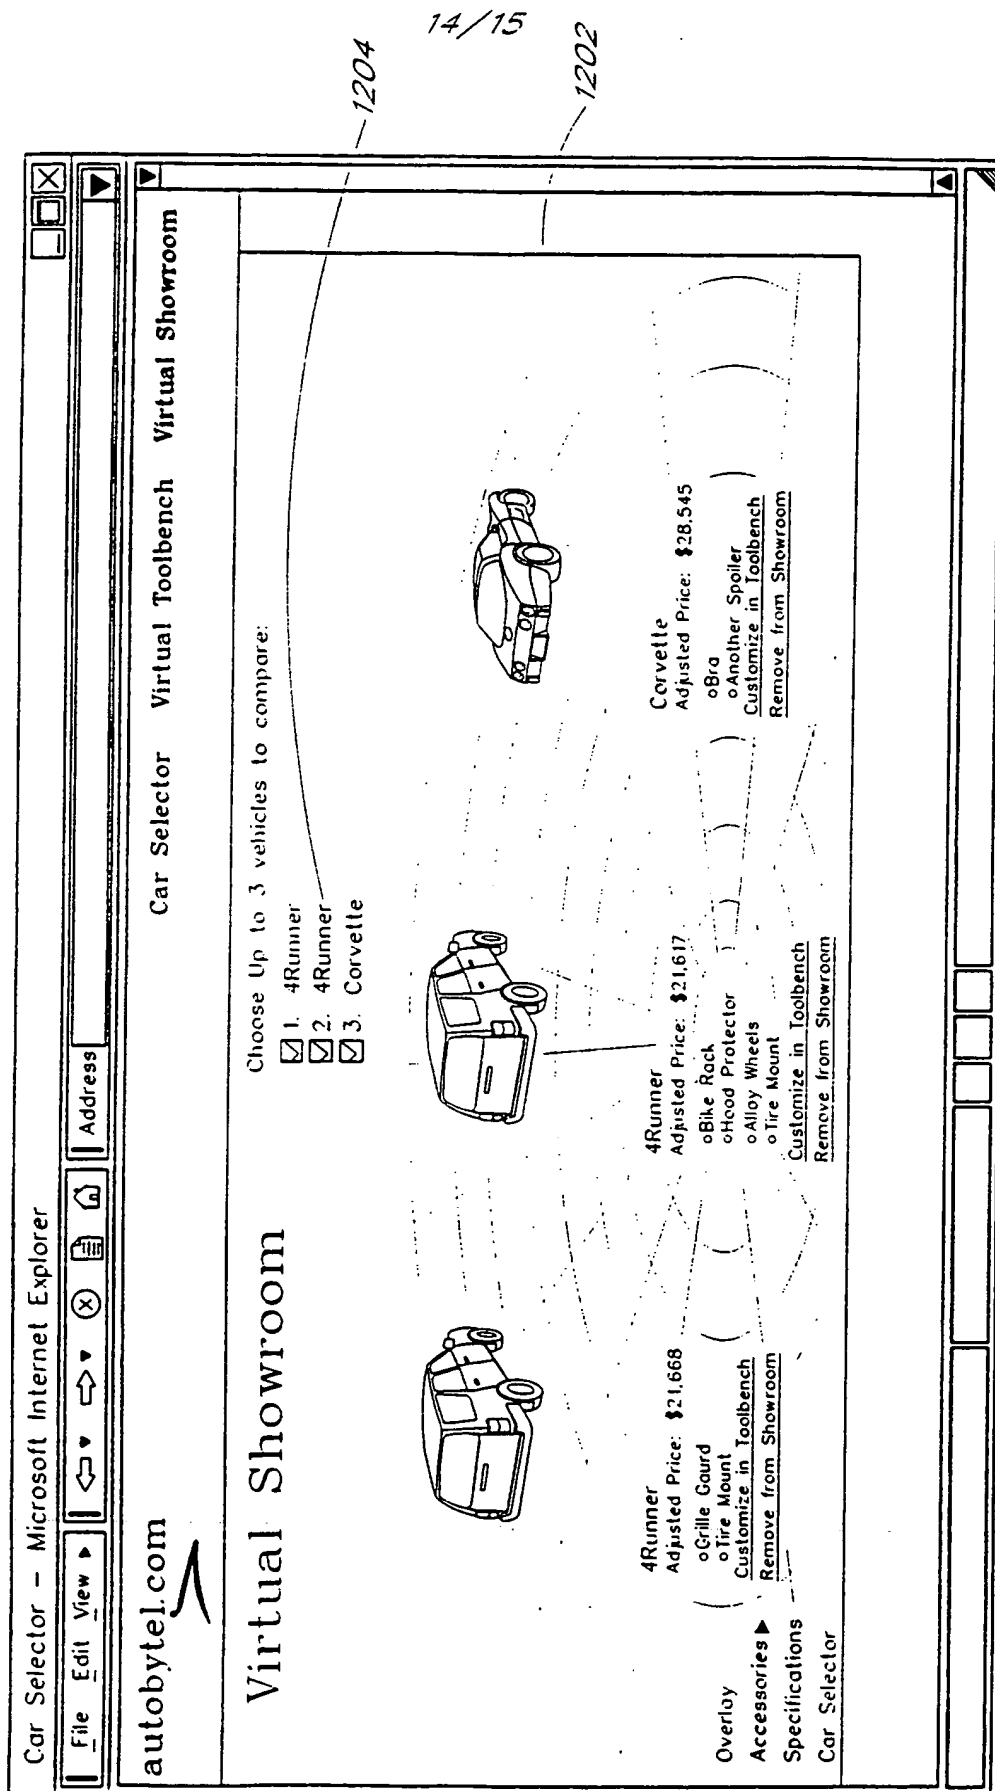 14/15
1204
1202
Car Selector – Microsoft Internet Explorer
File Edit View
Address
autobytel.com
Car Selector Virtual Toolbench Virtual Showroom
Virtual Showroom
Choose Up to 3 vehicles to compare:
1. 4Runner
2. 4Runner
3. Corvette
4Runner
Adjusted Price: $21,668
oGrille Gaurd
oTire Mount
Customize in Toolbench
Remove from Showroom
4Runner
Adjusted Price: $21,617
oBike Rack
oHood Protector
oAlloy Wheels
oTire Mount
Customize in Toolbench
Remove from Showroom
Corvette
Adjusted Price: $28,545
oBra
oAnother Spoiler
Customize in Toolbench
Remove from Showroom
Overlay
Accessories
Specifications
Car Selector